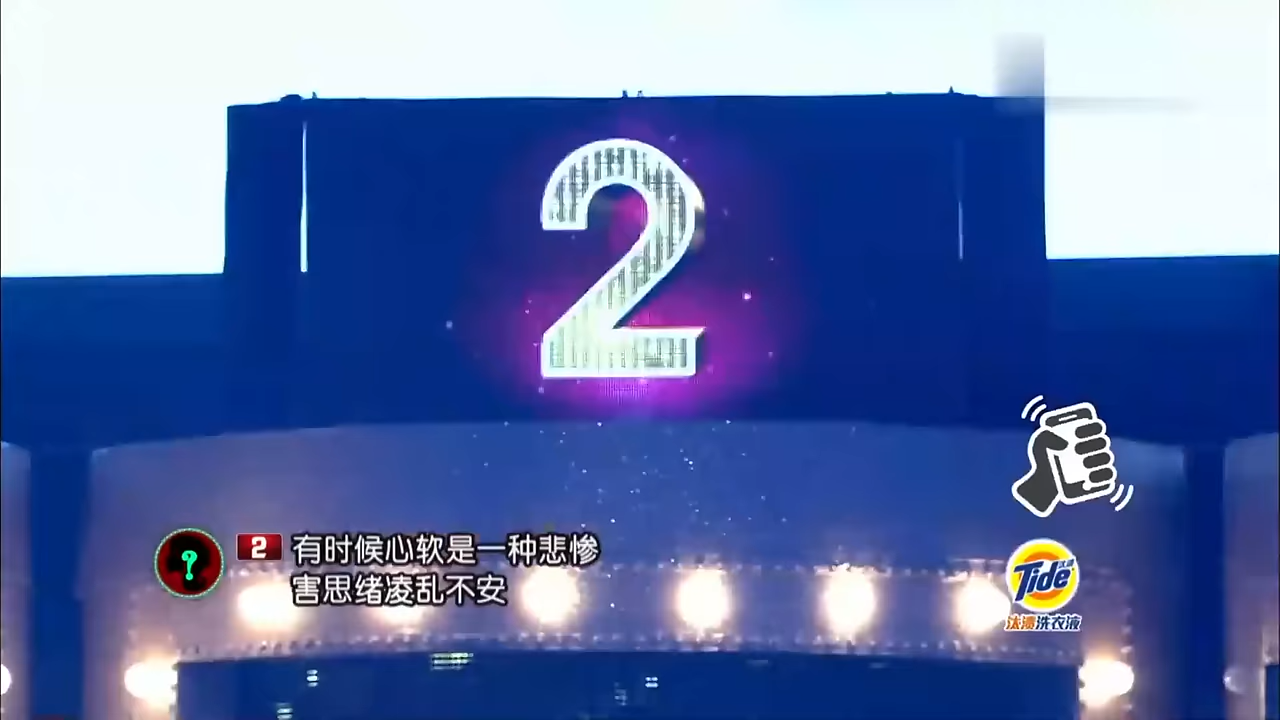 2
?
2 有时候心软是一种悲惨
害思绪凌乱不安
Tide
汰渍洗衣液